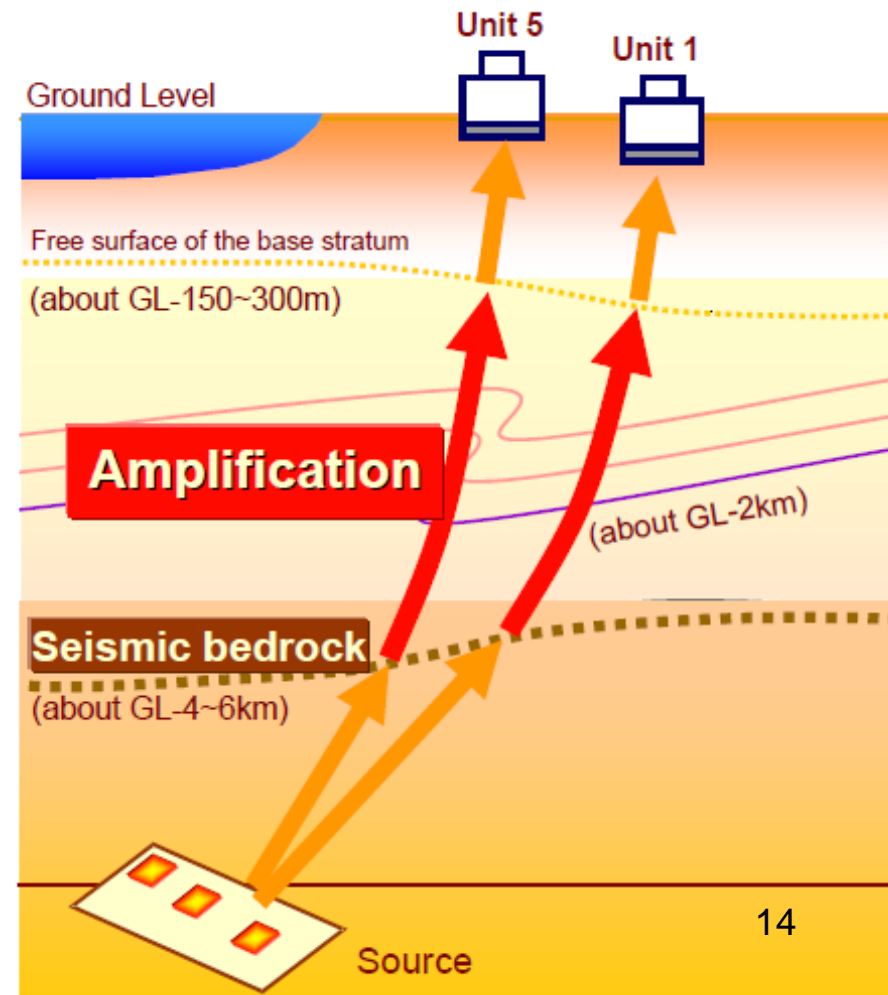 Unit 5
Unit 1
Ground Level
Free surface of the base stratum
(about GL-150~300m)
Amplification
(about GL-2km)
Seismic bedrock
(about GL-4~6km)
14
Source